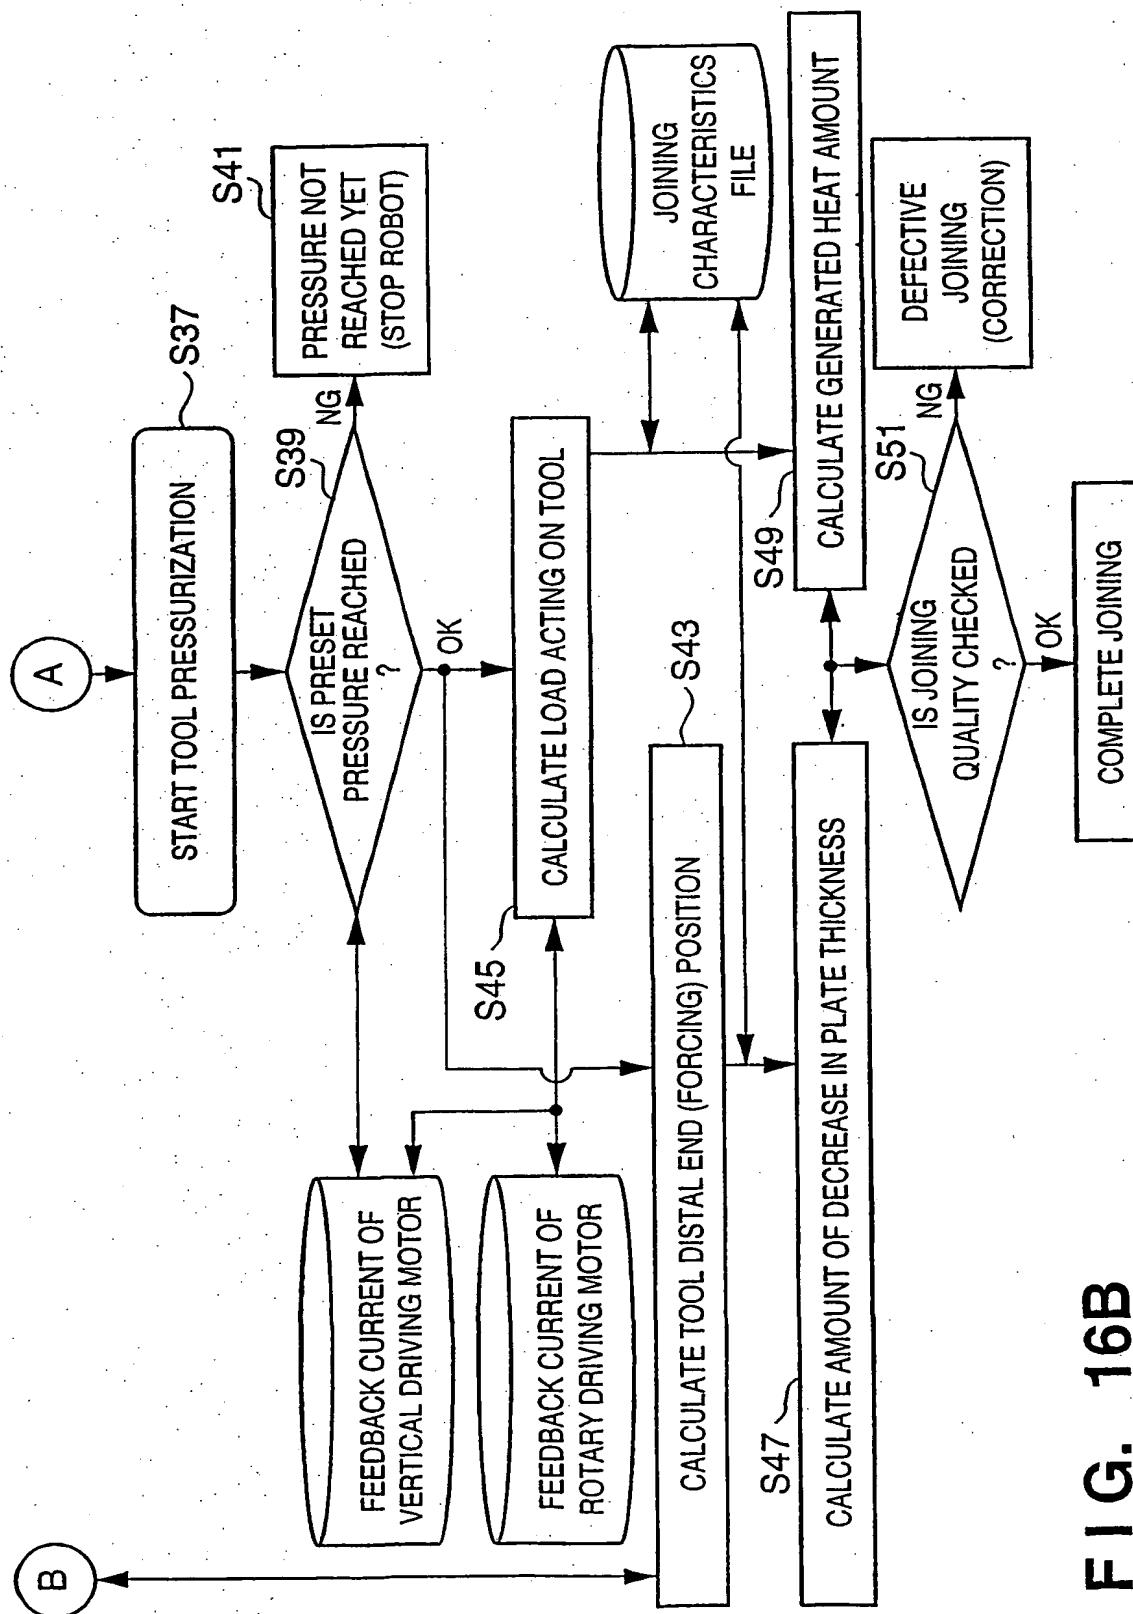 A
START TOOL PRESSURIZATION
S37
IS PRESET
PRESSURE REACHED
?
S39
NG
PRESSURE NOT
REACHED YET
(STOP ROBOT)
S41
OK
FEEDBACK CURRENT OF
VERTICAL DRIVING MOTOR
FEEDBACK CURRENT OF
ROTARY DRIVING MOTOR
CALCULATE LOAD ACTING ON TOOL
S45
B
CALCULATE TOOL DISTAL END (FORCING) POSITION
S43
JOINING
CHARACTERISTICS
FILE
CALCULATE AMOUNT OF DECREASE IN PLATE THICKNESS
S47
CALCULATE GENERATED HEAT AMOUNT
S49
IS JOINING
QUALITY CHECKED
?
S51
NG
DEFECTIVE
JOINING
(CORRECTION)
OK
COMPLETE JOINING
FIG. 16B